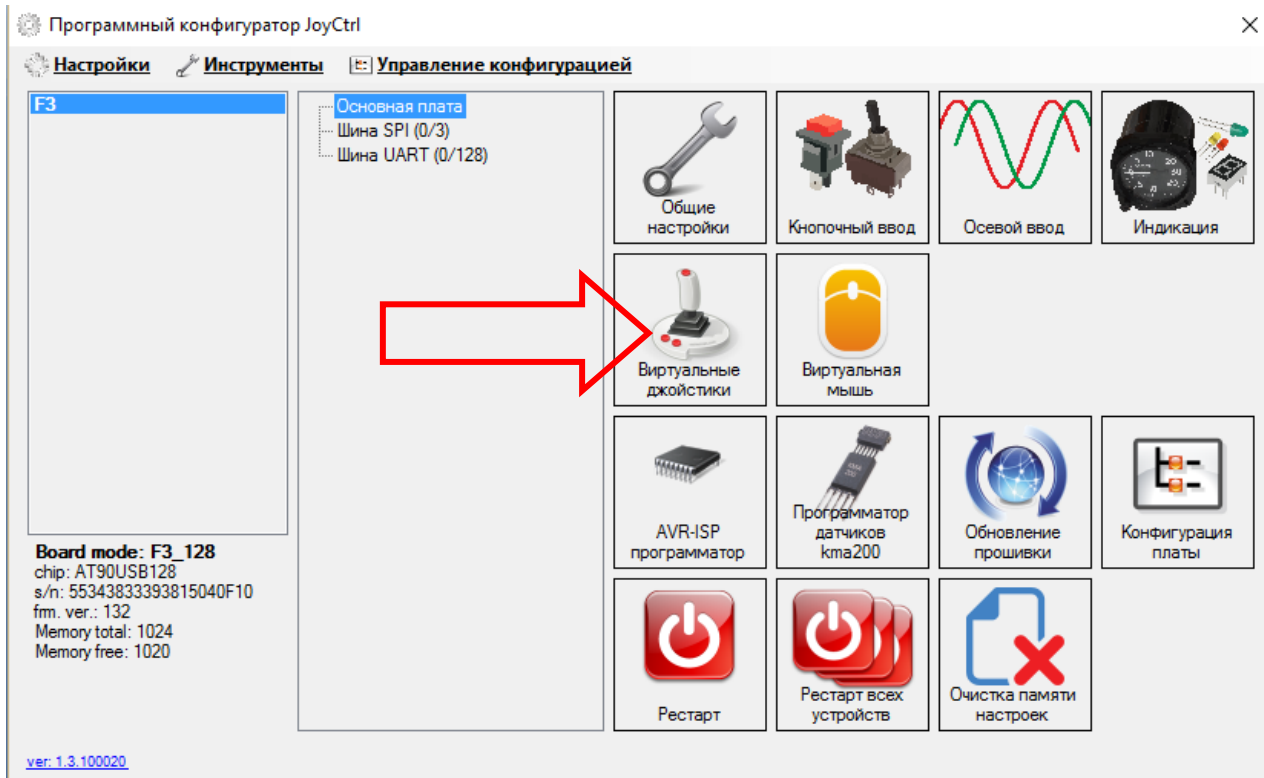 Программный конфигуратор JoyCtrl
Настройки
Инструменты
Управление конфигурацией
F3
Основная плата
Шина SPI (0/3)
Шина UART (0/128)
Общие
настройки
Кнопочный ввод
Осевой ввод
Индикация
Виртуальные
джойстики
Виртуальная
мышь
AVR-ISP
программатор
Программатор
датчиков
kma200
Обновление
прошивки
Конфигурация
платы
Board mode: F3_128
chip: AT90USB128
s/n: 55343833393815040F10
frm. ver.: 132
Memory total: 1024
Memory free: 1020
Рестарт
Рестарт всех
устройств
Очистка памяти
настроек
ver: 1.3.100020